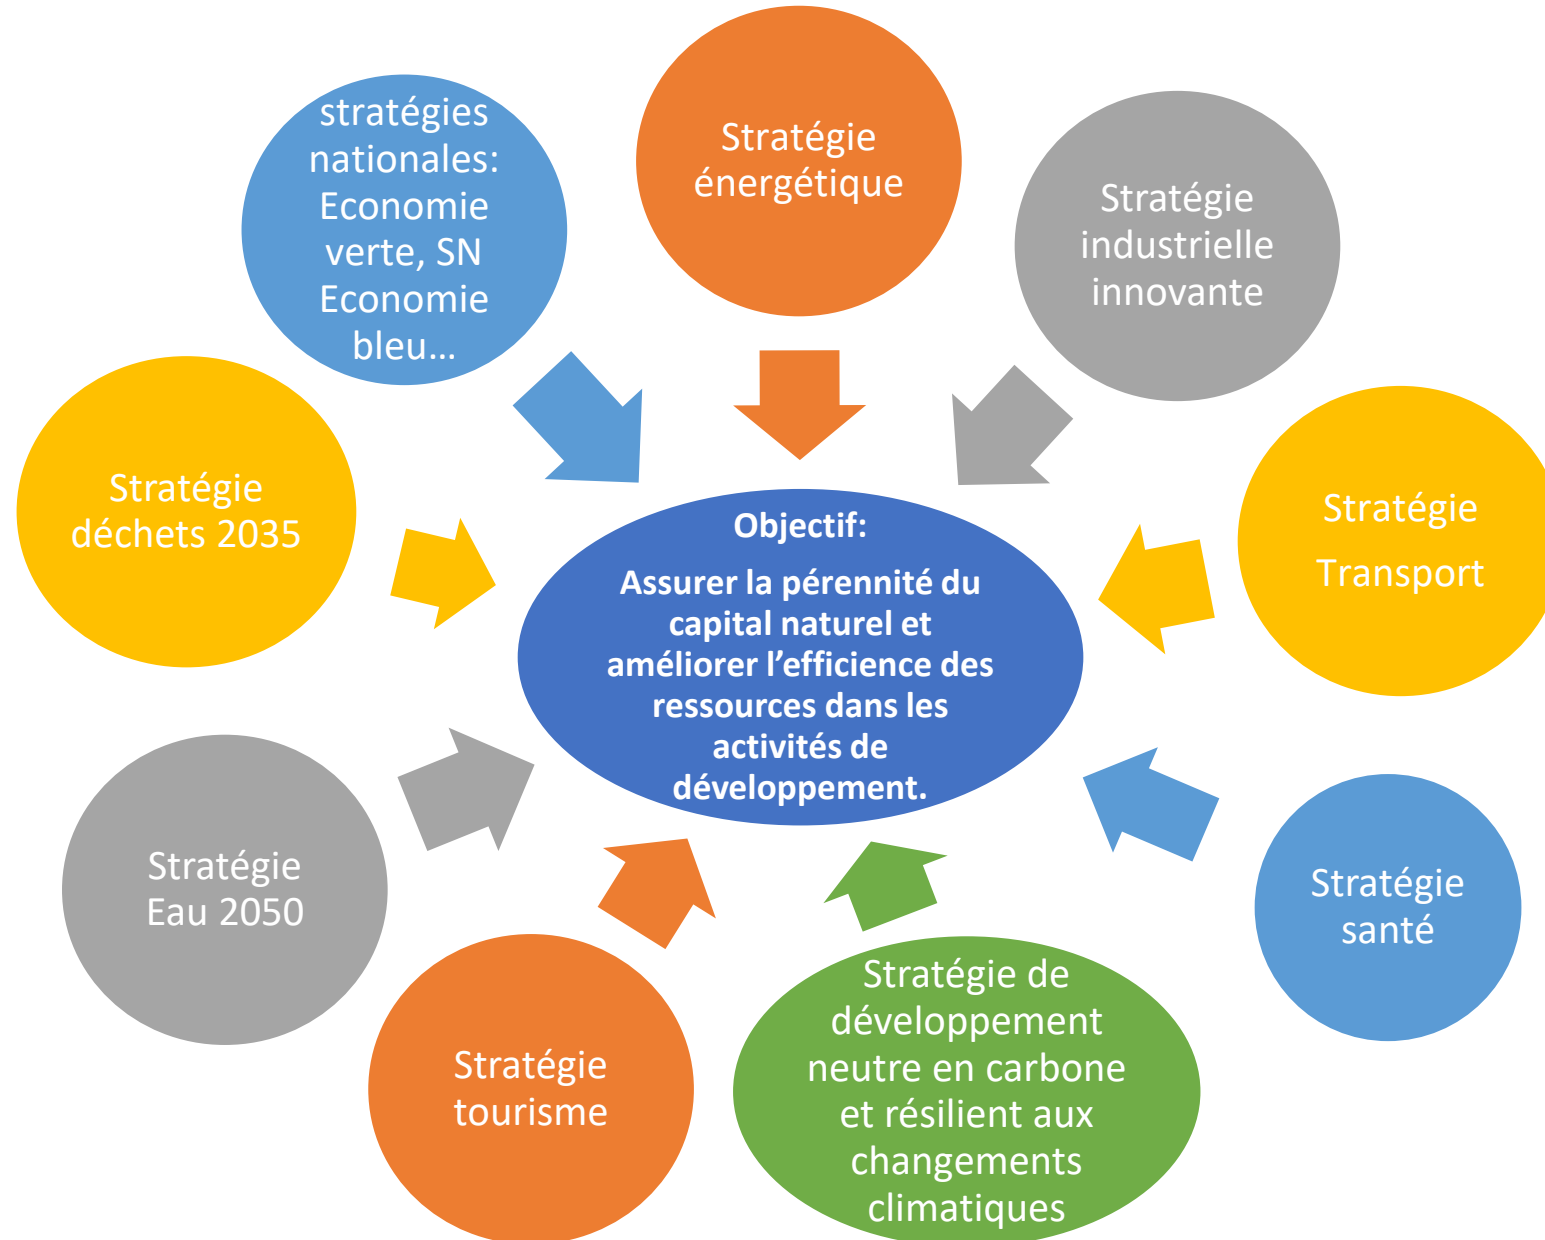 stratégies
nationales:
Economie
verte, SN
Economie
bleu...
Stratégie
énergétique
Stratégie
industrielle
innovante
Stratégie
déchets 2035
Stratégie
Transport
Objectif:
Assurer la pérennité du
capital naturel et
améliorer l’efficience des
ressources dans les
activités de
développement.
Stratégie
Eau 2050
Stratégie
santé
Stratégie
tourisme
Stratégie de
développement
neutre en carbone
et résilient aux
changements
climatiques